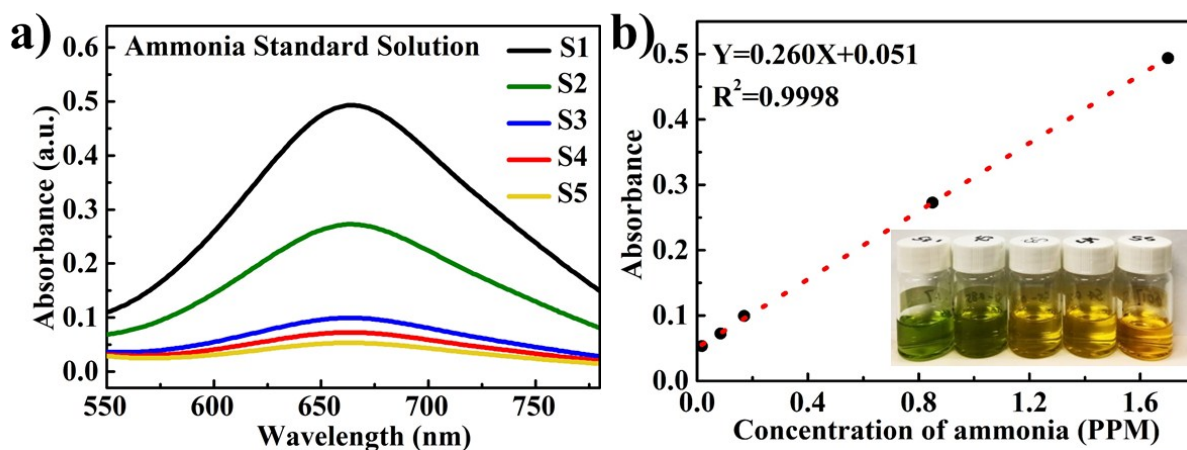 a)
Ammonia Standard Solution
S1
S2
S3
S4
S5
Absorbance (a.u.)
0.6
0.5
0.4
0.3
0.2
0.1
0.0
550 600 650 700 750
Wavelength (nm)
b)
Y=0.260X+0.051
R²=0.9998
Absorbance
0.5
0.4
0.3
0.2
0.1
0.0
0.0 0.4 0.8 1.2 1.6
Concentration of ammonia (PPM)